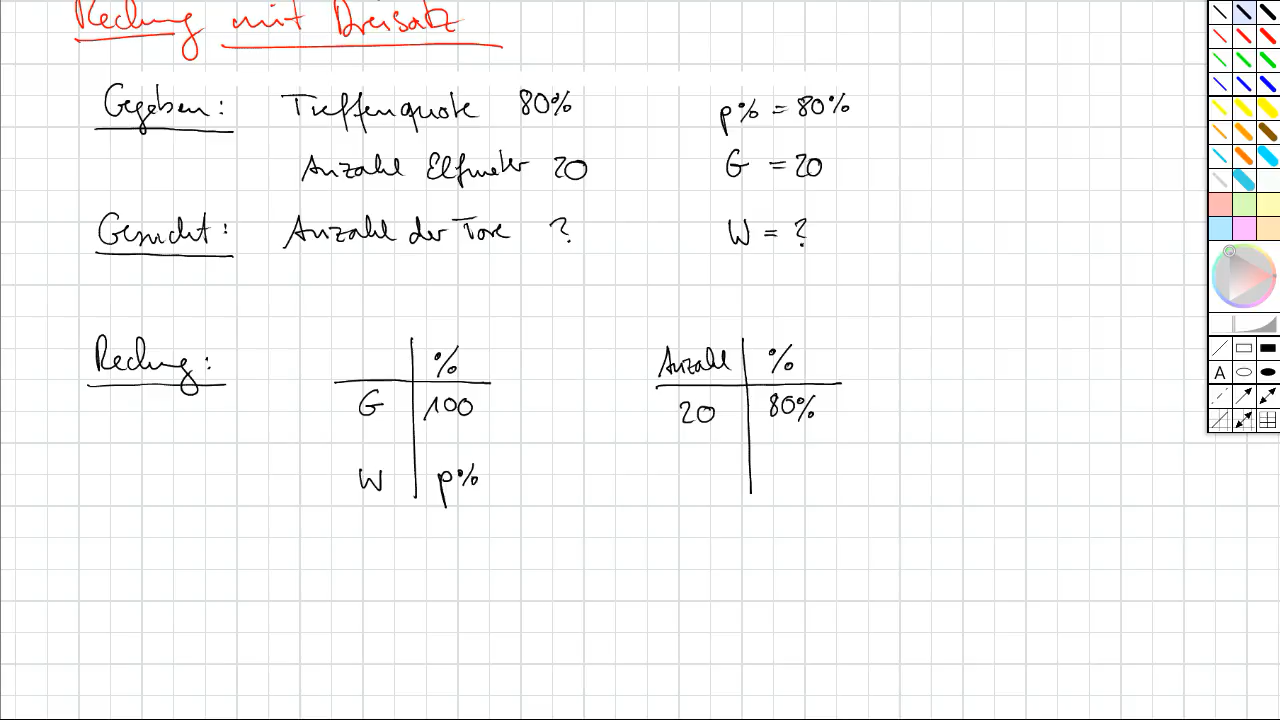 Rechnung mit Dreisatz
Gegeben: Treffenquote 80% p% = 80%
Anzahl Elfmeter 20 G = 20
Gesucht: Anzahl der Tore ? W = ?
Rechnung: % Anzahl %
G 100 20 80%
W p%
A